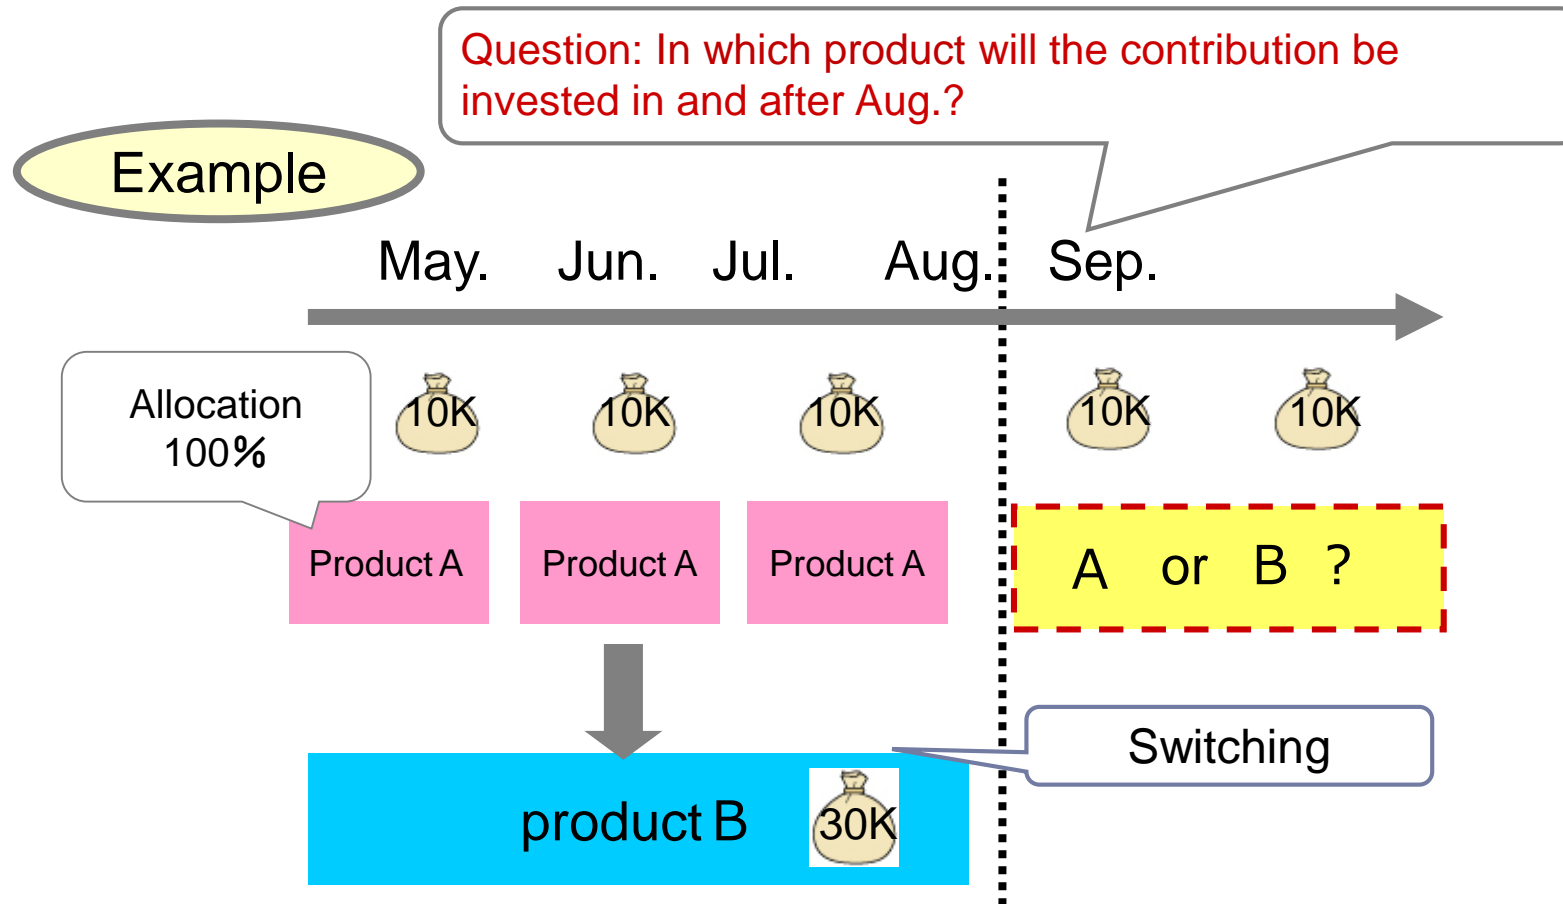 Question: In which product will the contribution be
invested in and after Aug.?
Example
May. Jun. Jul. Aug. Sep.
Allocation
100%
10K 10K 10K 10K 10K
Product A Product A Product A A or B ?
Switching
product B 30K